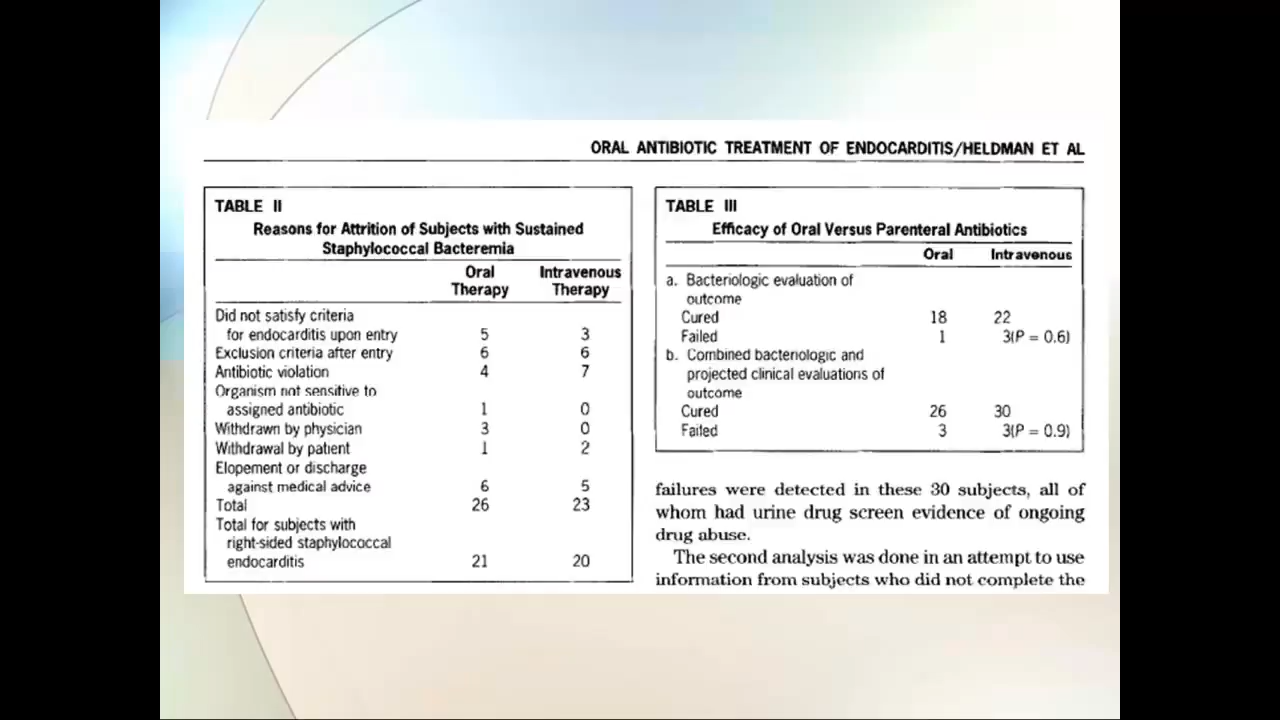 ORAL ANTIBIOTIC TREATMENT OF ENDOCARDITIS/HELDMAN ET AL
TABLE II
Reasons for Attrition of Subjects with Sustained
Staphylococcal Bacteremia
Oral Intravenous
Therapy Therapy
Did not satisfy criteria
for endocarditis upon entry 5 3
Exclusion criteria after entry 6 6
Antibiotic violation 4 7
Organism not sensitive to
assigned antibiotic 1 0
Withdrawn by physician 3 0
Withdrawal by patient 1 2
Elopement or discharge
against medical advice 6 5
Total 26 23
Total for subjects with
right-sided staphylococcal
endocarditis 21 20
TABLE III
Efficacy of Oral Versus Parenteral Antibiotics
Oral Intravenous
a. Bacteriologic evaluation of
outcome
Cured 18 22
Failed 1 3(P = 0.6)
b. Combined bacteriologic and
projected clinical evaluations of
outcome
Cured 26 30
Failed 3 3(P = 0.9)
failures were detected in these 30 subjects, all of
whom had urine drug screen evidence of ongoing
drug abuse.
The second analysis was done in an attempt to use
information from subjects who did not complete the